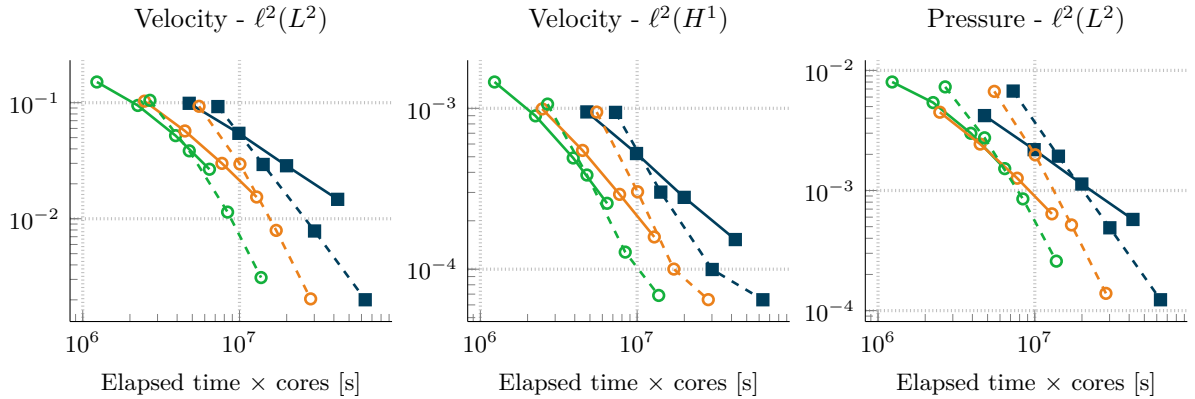 Velocity - ℓ²(L²)
10⁻¹
10⁻²
10⁶
10⁷
Elapsed time × cores [s]
Velocity - ℓ²(H¹)
10⁻³
10⁻⁴
10⁶
10⁷
Elapsed time × cores [s]
Pressure - ℓ²(L²)
10⁻²
10⁻³
10⁻⁴
10⁶
10⁷
Elapsed time × cores [s]